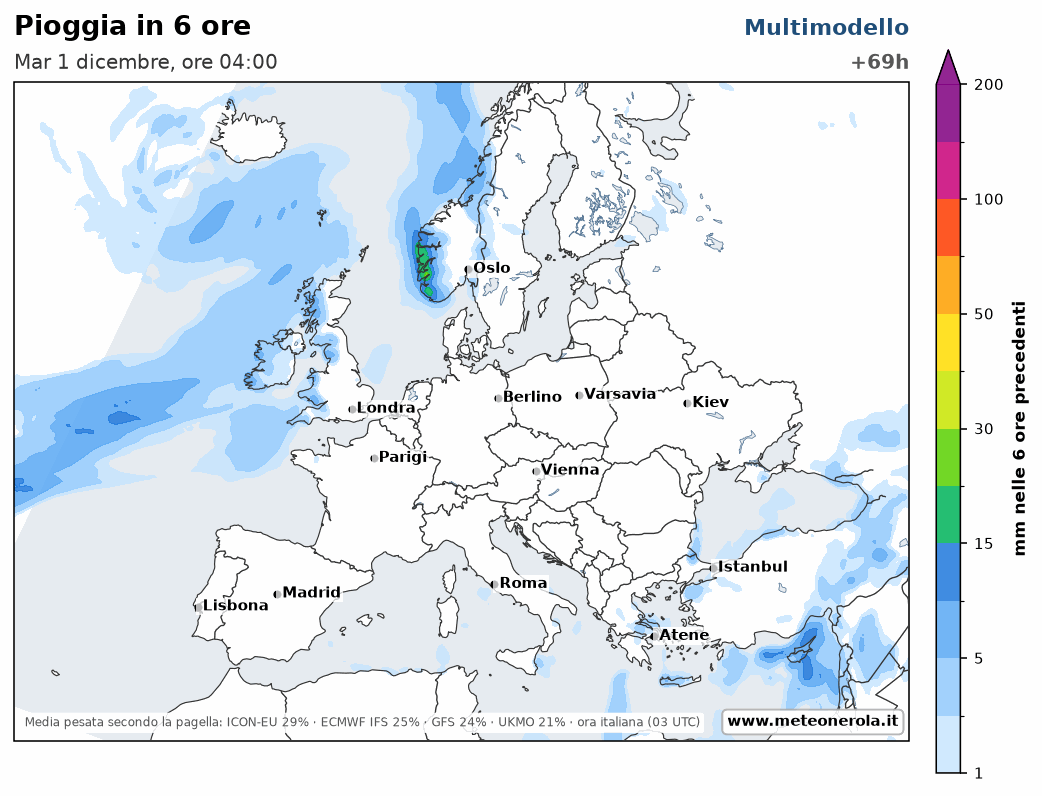 Pioggia in 6 ore
Multimodello
Mar 1 dicembre, ore 04:00
+69h
200
100
50
30
15
5
1
mm nelle 6 ore precedenti
Oslo
Berlino
Varsavia
Kiev
Londra
Parigi
Vienna
Istanbul
Roma
Madrid
Lisbona
Atene
Media pesata secondo la pagella: ICON-EU 29% · ECMWF IFS 25% · GFS 24% · UKMO 21% · ora italiana (03 UTC)
www.meteonerola.it